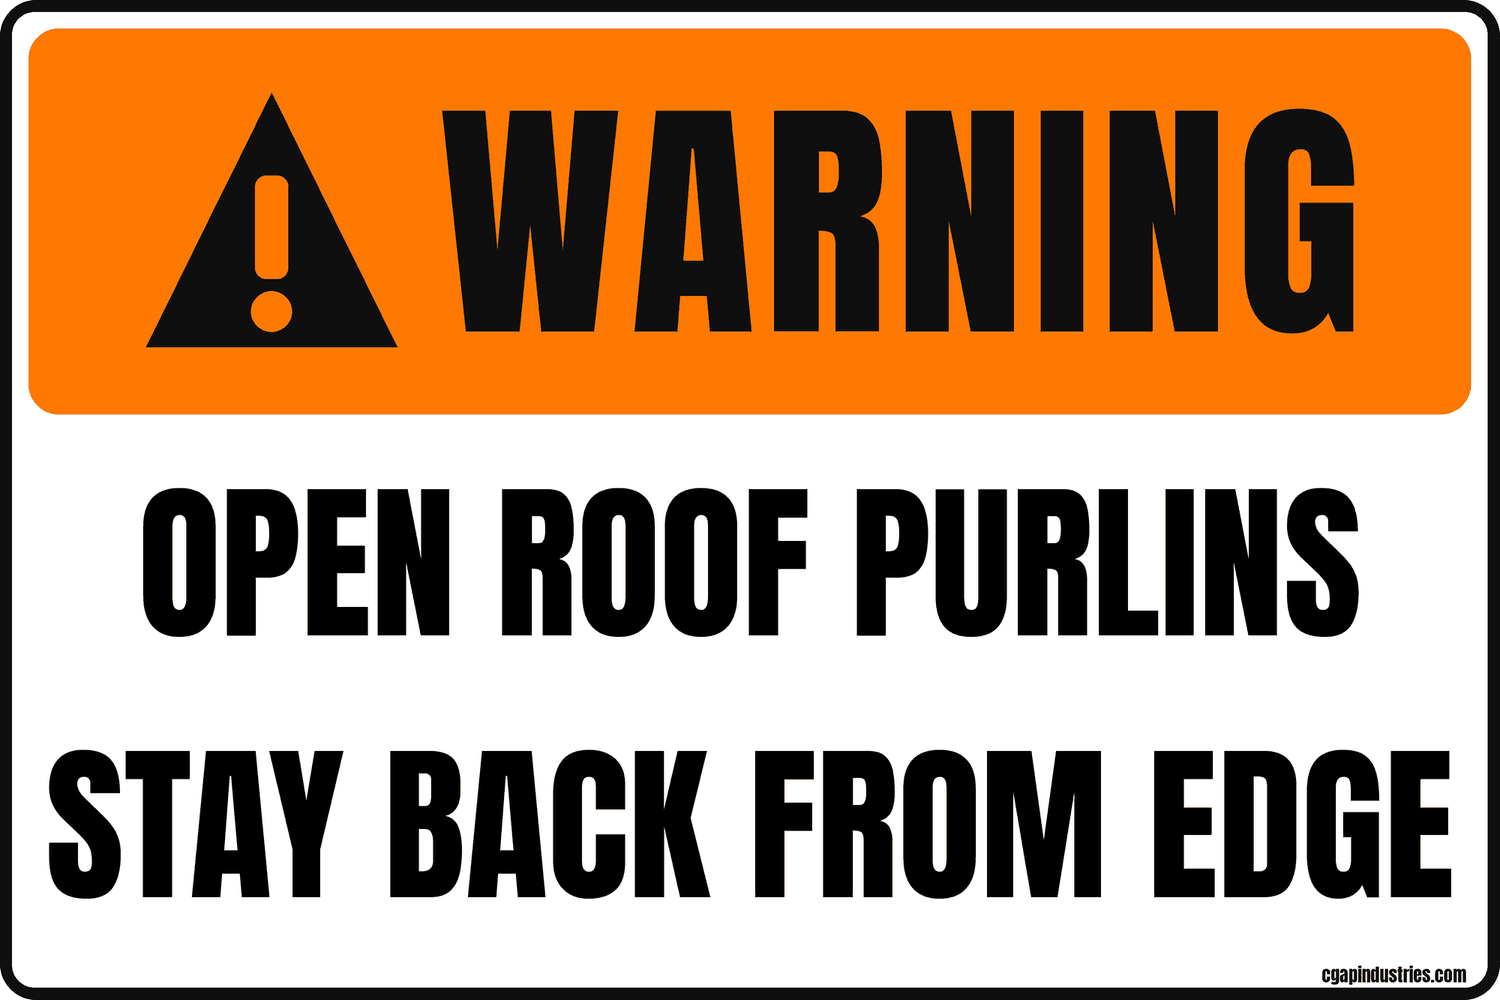 WARNING
OPEN ROOF PURLINS
STAY BACK FROM EDGE
cgapindustries.com